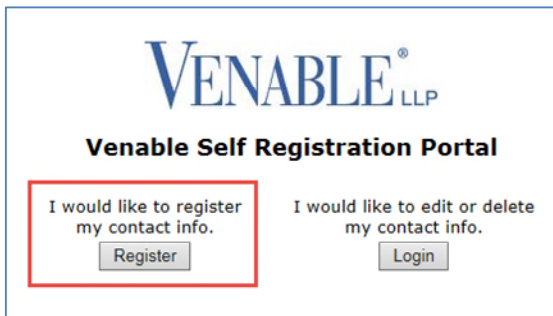 VENABLE® LLP
Venable Self Registration Portal
I would like to register
my contact info.
Register
I would like to edit or delete
my contact info.
Login